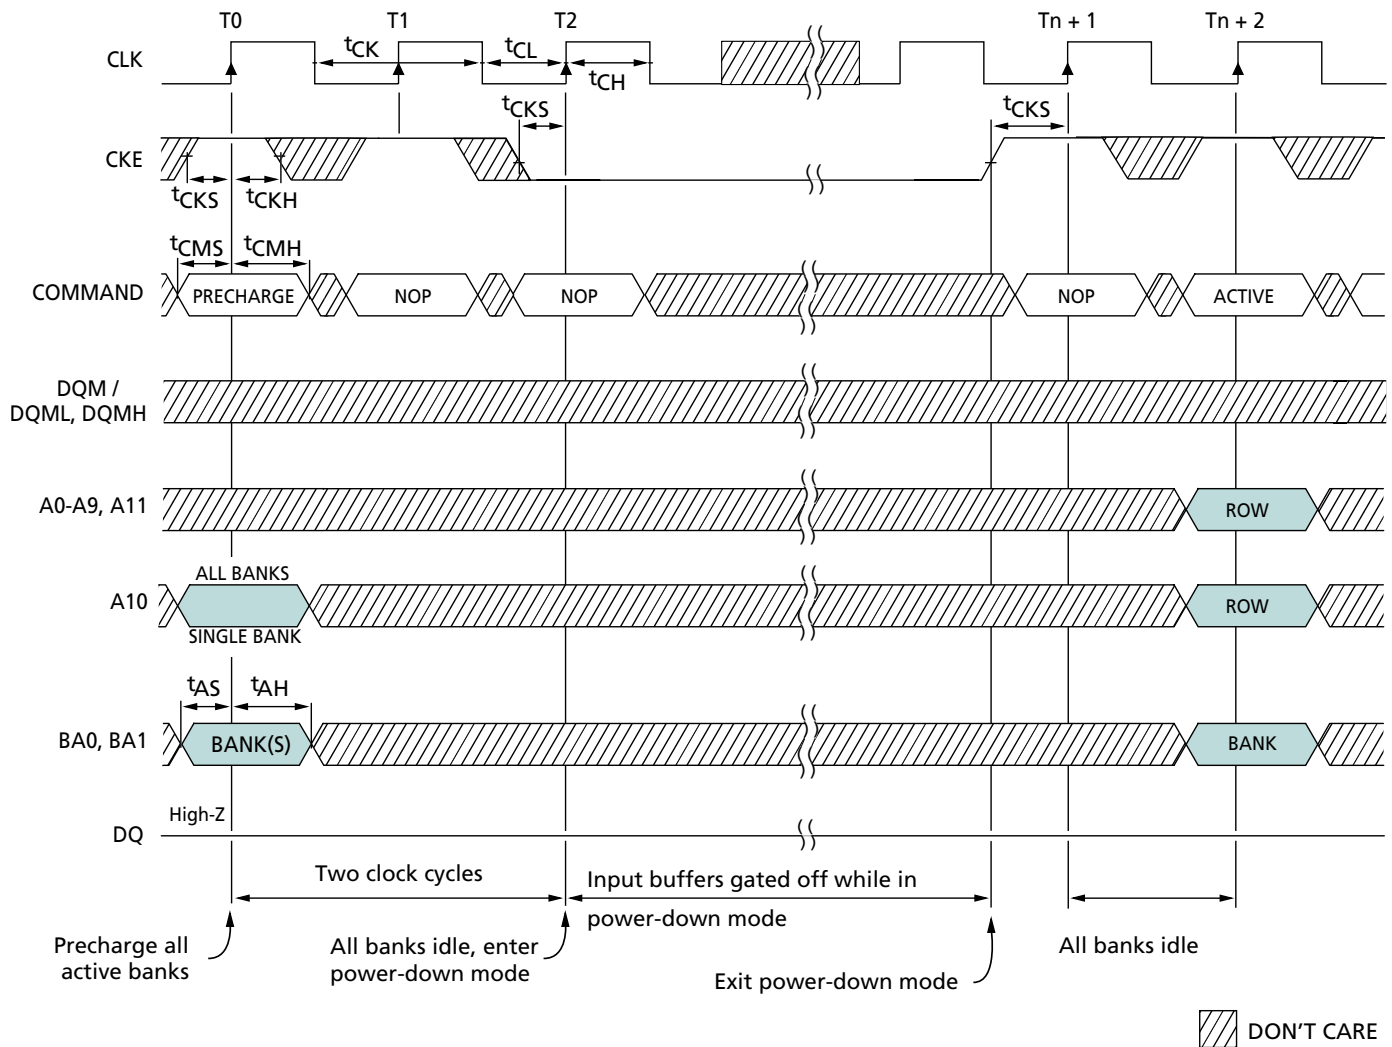 T0
T1
T2
Tn + 1
Tn + 2
CLK
tCK
tCL
tCH
tCKS
tCKS
CKE
tCKS
tCKH
tCMS
tCMH
COMMAND
PRECHARGE
NOP
NOP
NOP
ACTIVE
DQM /
DQML, DQMH
A0-A9, A11
ROW
ALL BANKS
A10
ROW
SINGLE BANK
tAS
tAH
BA0, BA1
BANK(S)
BANK
High-Z
DQ
Two clock cycles
Input buffers gated off while in
power-down mode
Precharge all
active banks
All banks idle, enter
power-down mode
Exit power-down mode
All banks idle
DON'T CARE